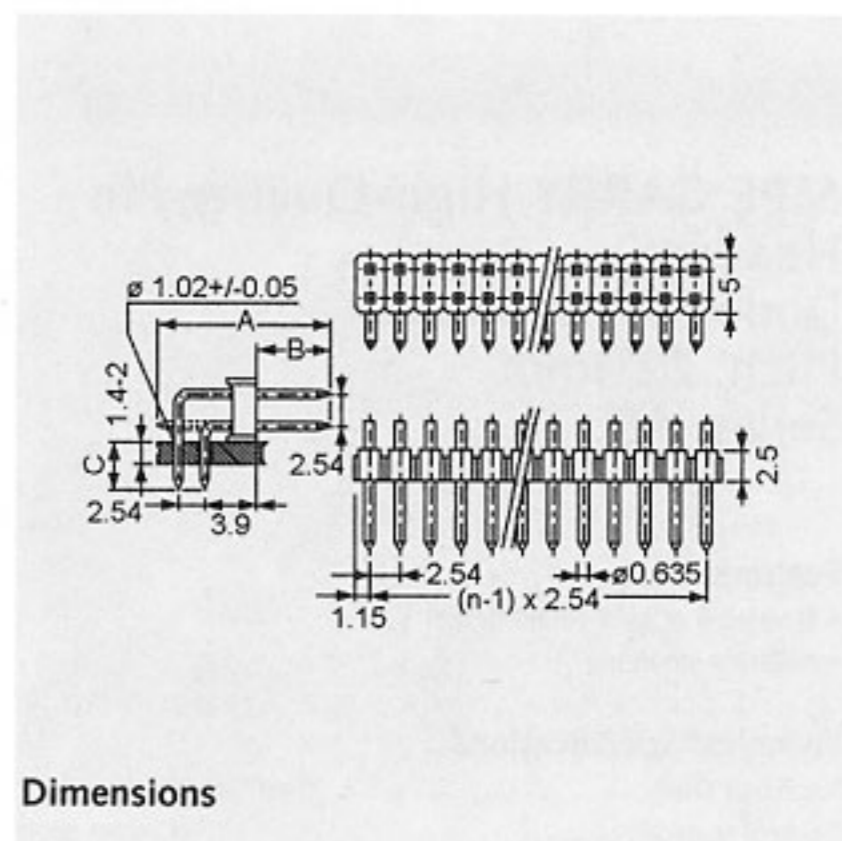 ø 1.02+/-0.05
A
B
1.4-2
C
2.54
2.54
3.9
5
2.5
2.54
ø0.635
(n-1) x 2.54
1.15
Dimensions